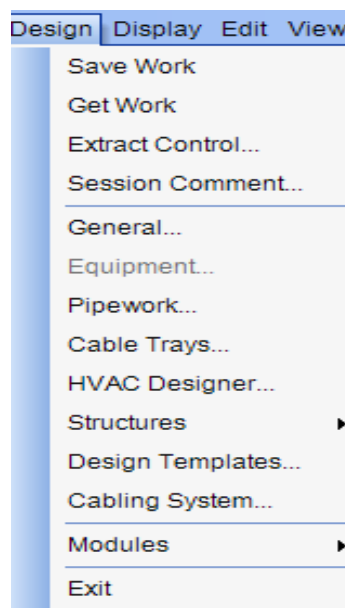 Design Display Edit View
Save Work
Get Work
Extract Control...
Session Comment...
General...
Equipment...
Pipework...
Cable Trays...
HVAC Designer...
Structures
Design Templates...
Cabling System...
Modules
Exit